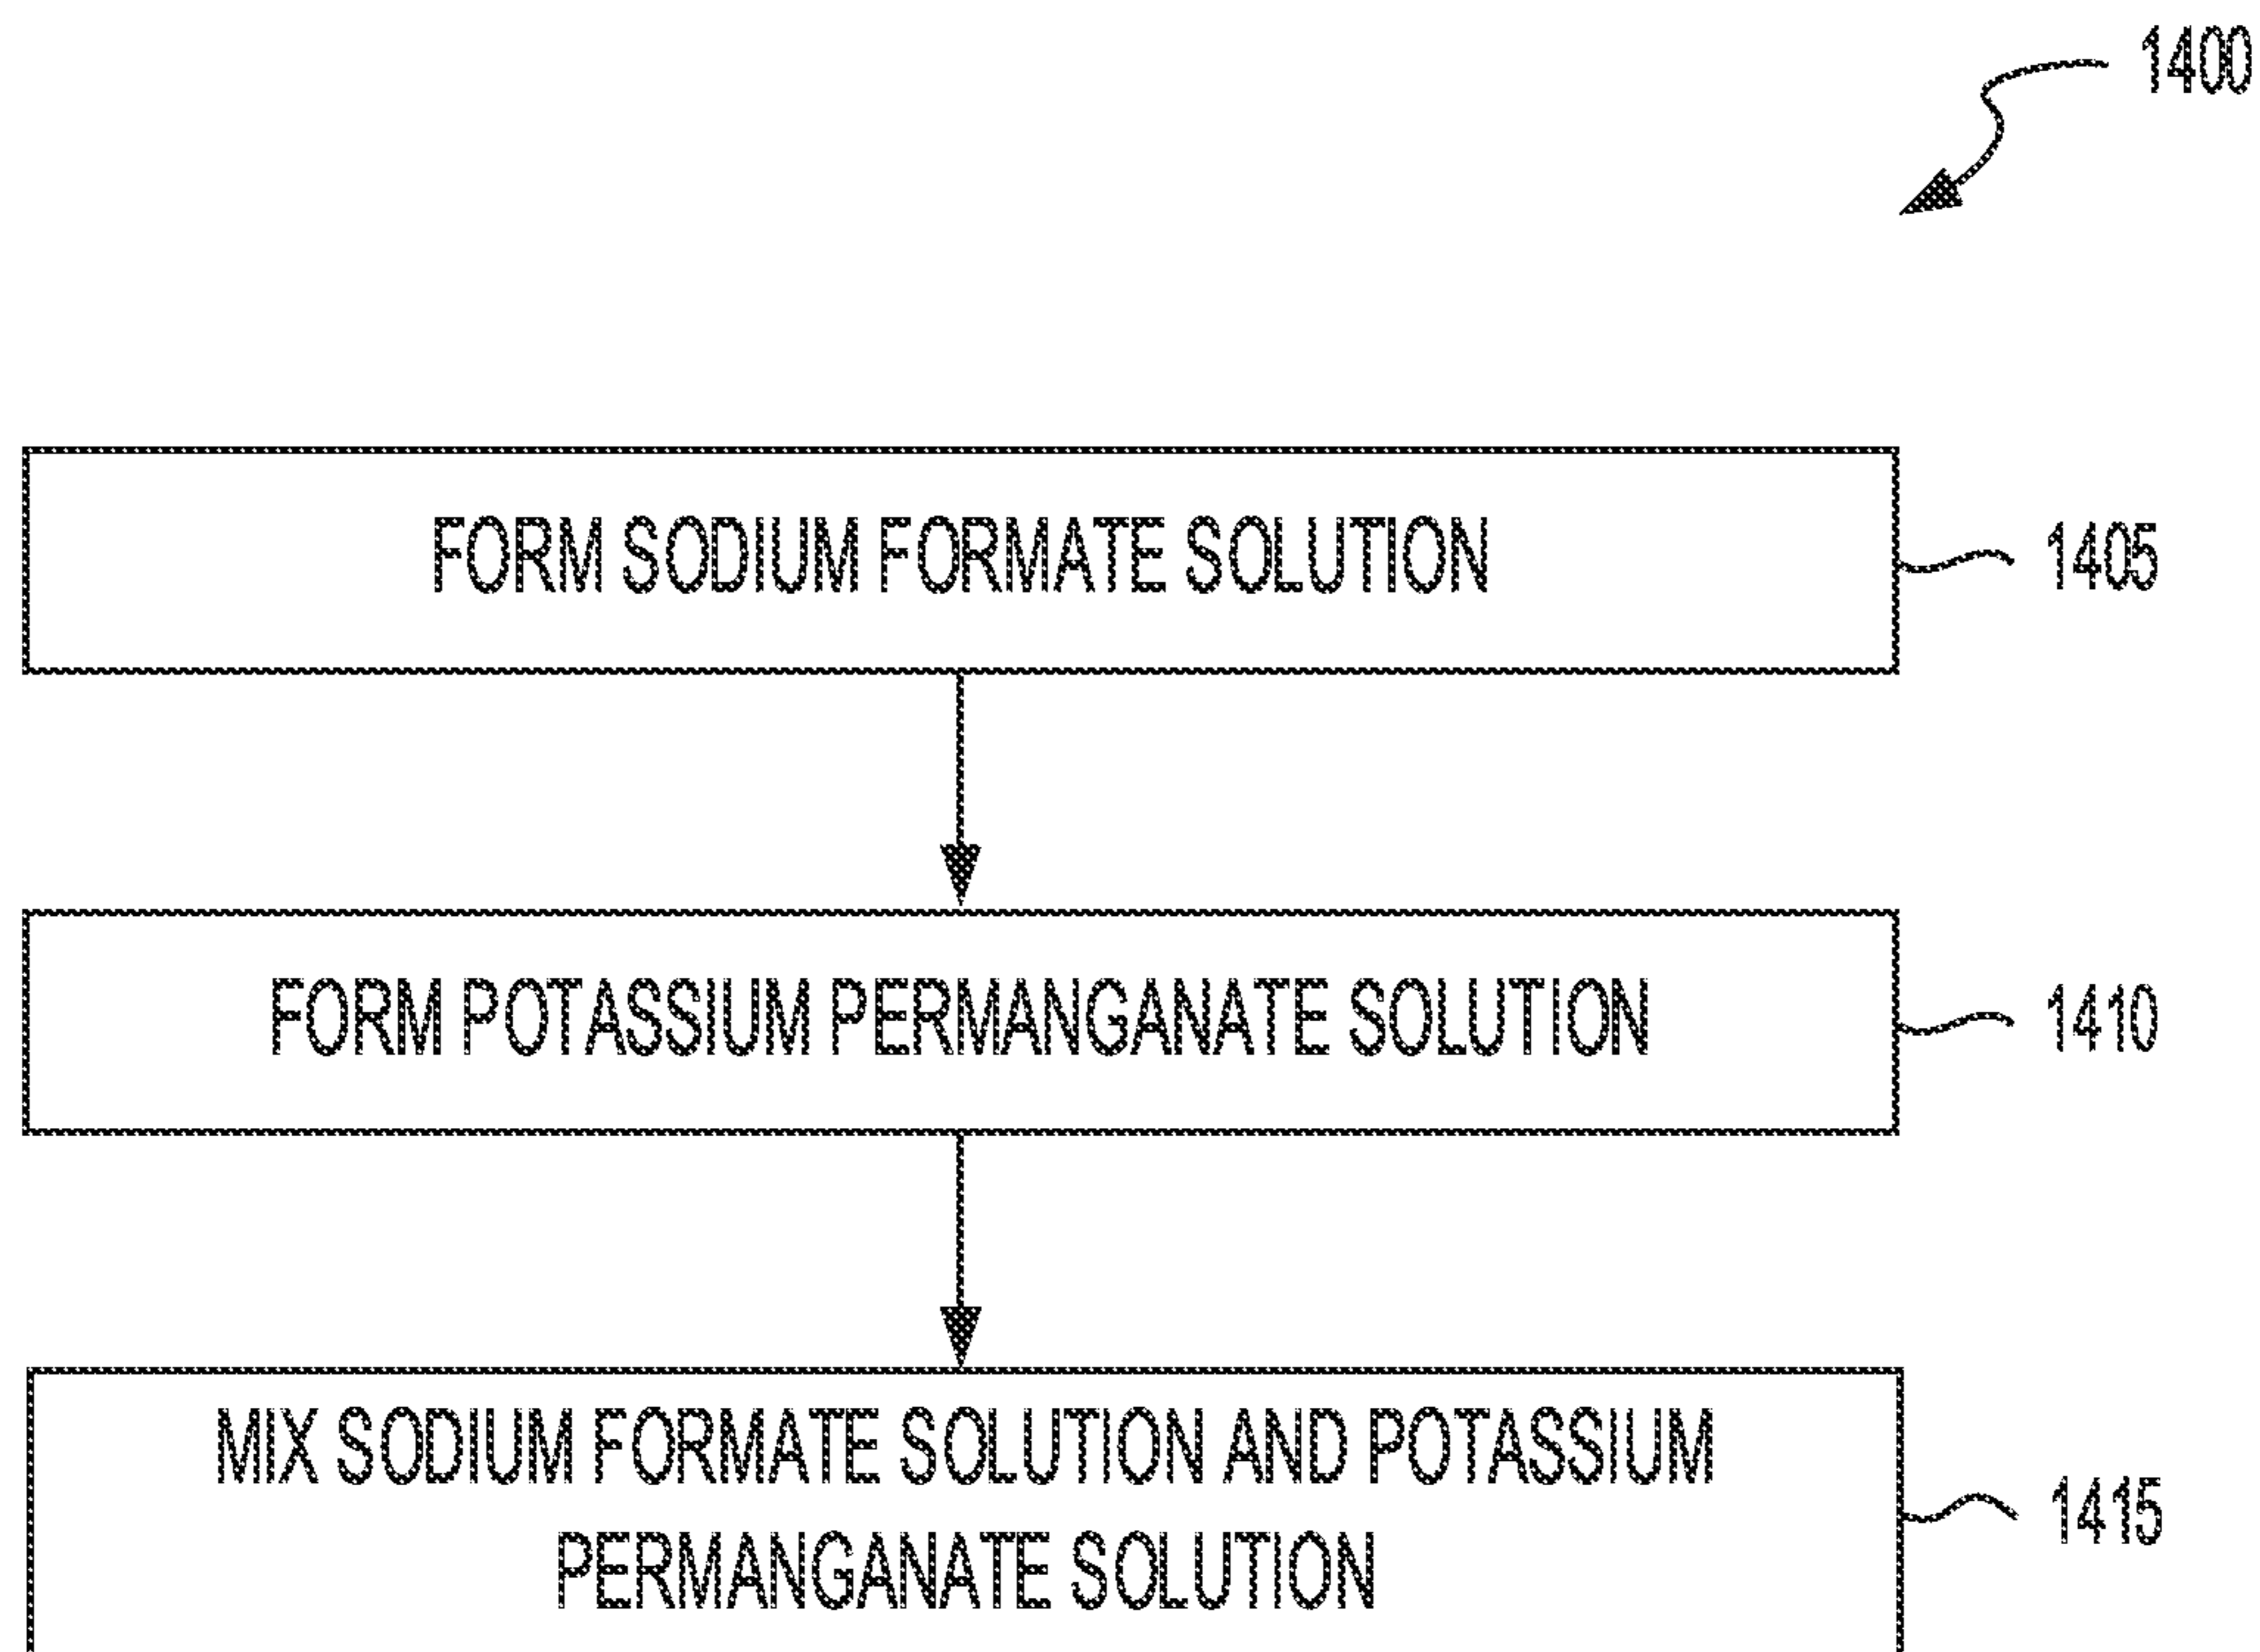 1400
FORM SODIUM FORMATE SOLUTION
1405
FORM POTASSIUM PERMANGANATE SOLUTION
1410
MIX SODIUM FORMATE SOLUTION AND POTASSIUM
PERMANGANATE SOLUTION
1415